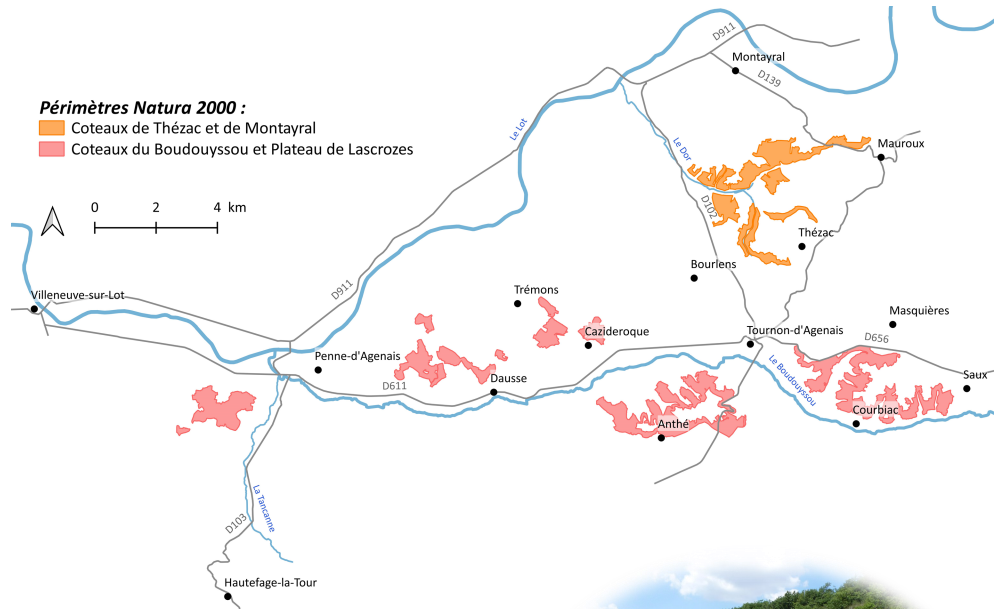 D911
Montayral
D139
Périmètres Natura 2000 :
Coteaux de Thézac et de Montayral
Coteaux du Boudouyssou et Plateau de Lascrozes
Le Lot
Le Dor
Mauroux
0 2 4 km
D102
Thézac
Bourlens
D911
Villeneuve-sur-Lot
Trémons
Masquières
Cazideroque
Tournon-d'Agenais
D656
Penne-d'Agenais
Le Boudouyssou
Dausse
D611
Saux
Courbiac
Anthé
La Tancanne
D103
Hautefage-la-Tour